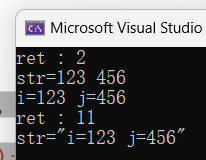 Microsoft Visual Studio
ret : 2
str=123 456
i=123 j=456
ret : 11
str="i=123 j=456"